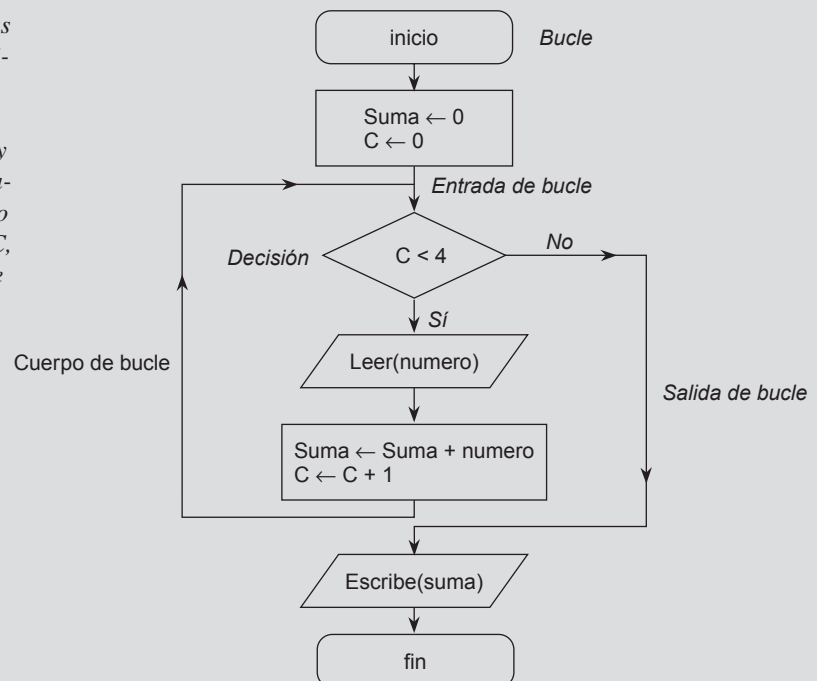 inicio
Bucle
Suma ← 0
C ← 0
Entrada de bucle
Decisión
C < 4
No
Sí
Leer(numero)
Cuerpo de bucle
Salida de bucle
Suma ← Suma + numero
C ← C + 1
Escribe(suma)
fin